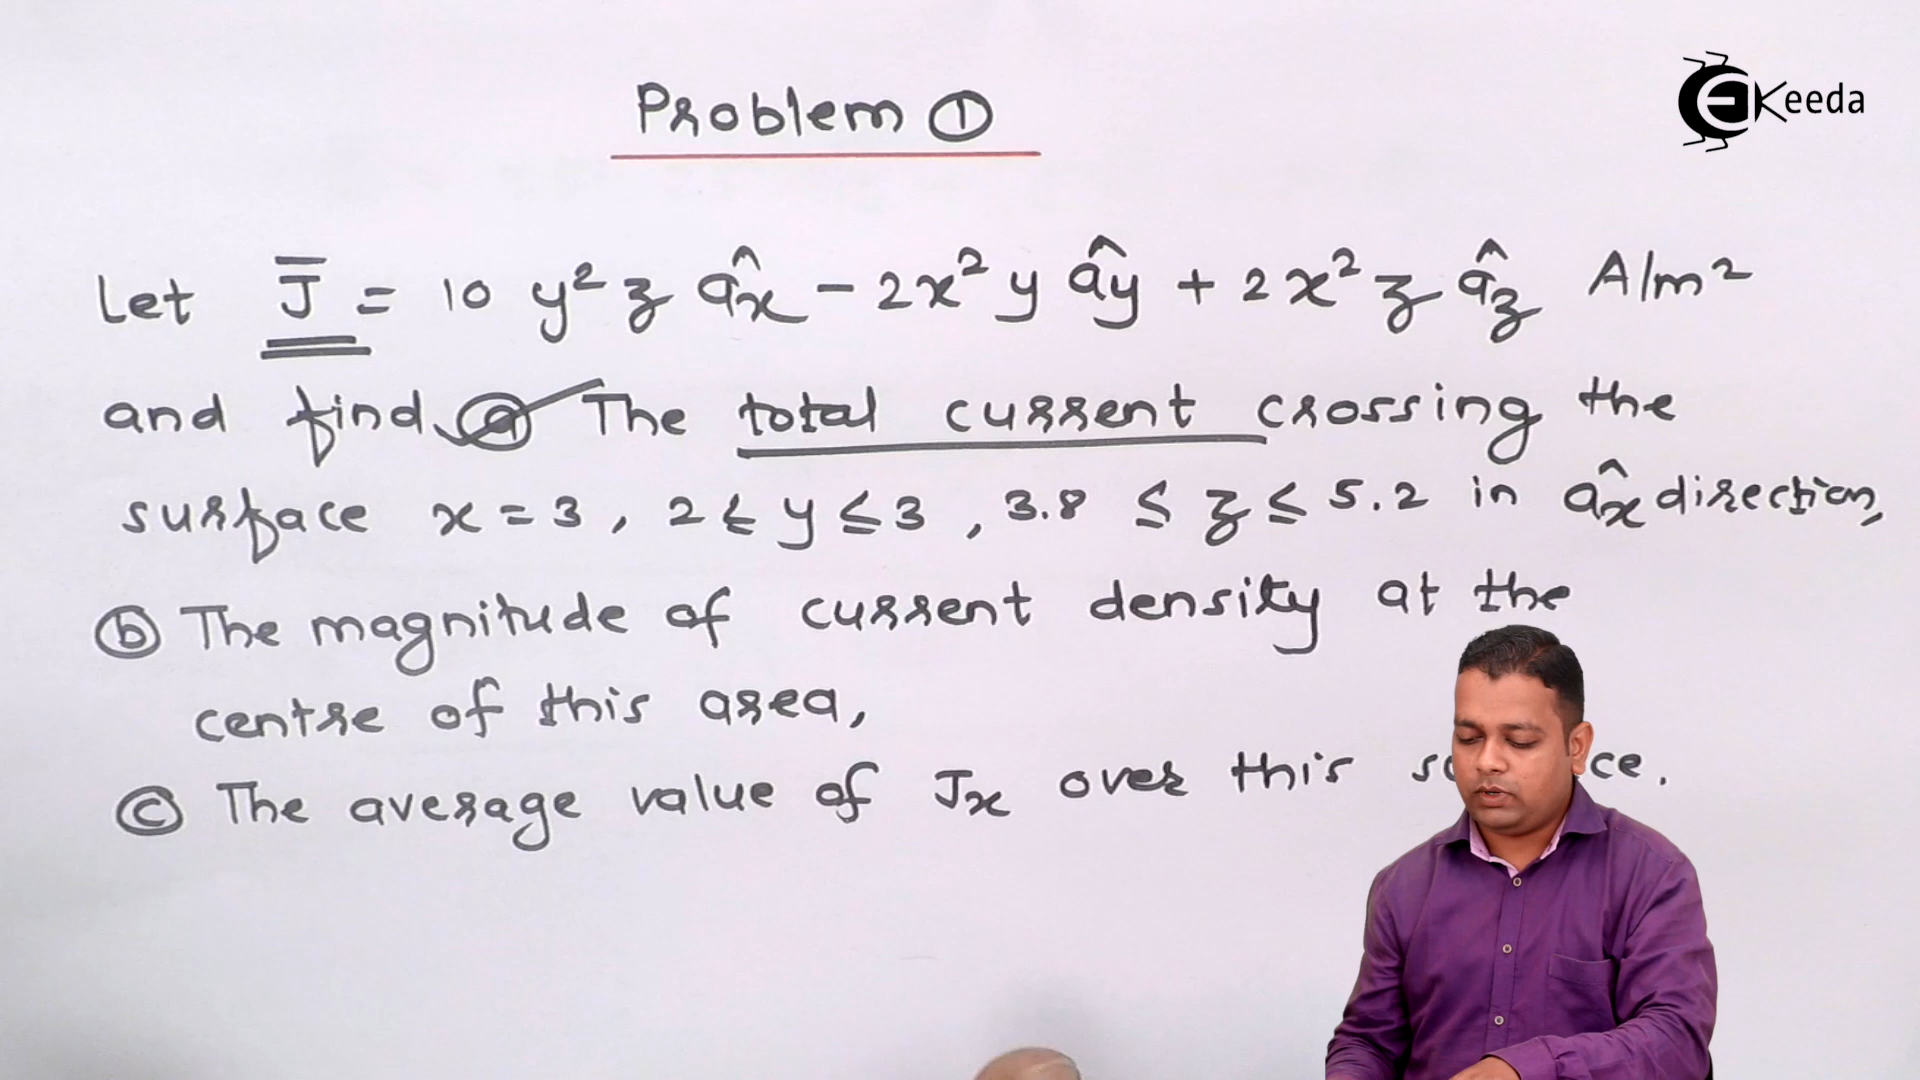 EKeeda
Problem ①
Let J̅ = 10 y² z âx - 2x² y ây + 2x² z âz A/m²
and find ⓐ The total current crossing the
surface x = 3, 2 ≤ y ≤ 3, 3.8 ≤ z ≤ 5.2 in âx direction,
ⓑ The magnitude of current density at the
centre of this area,
ⓒ The average value of Jx over this